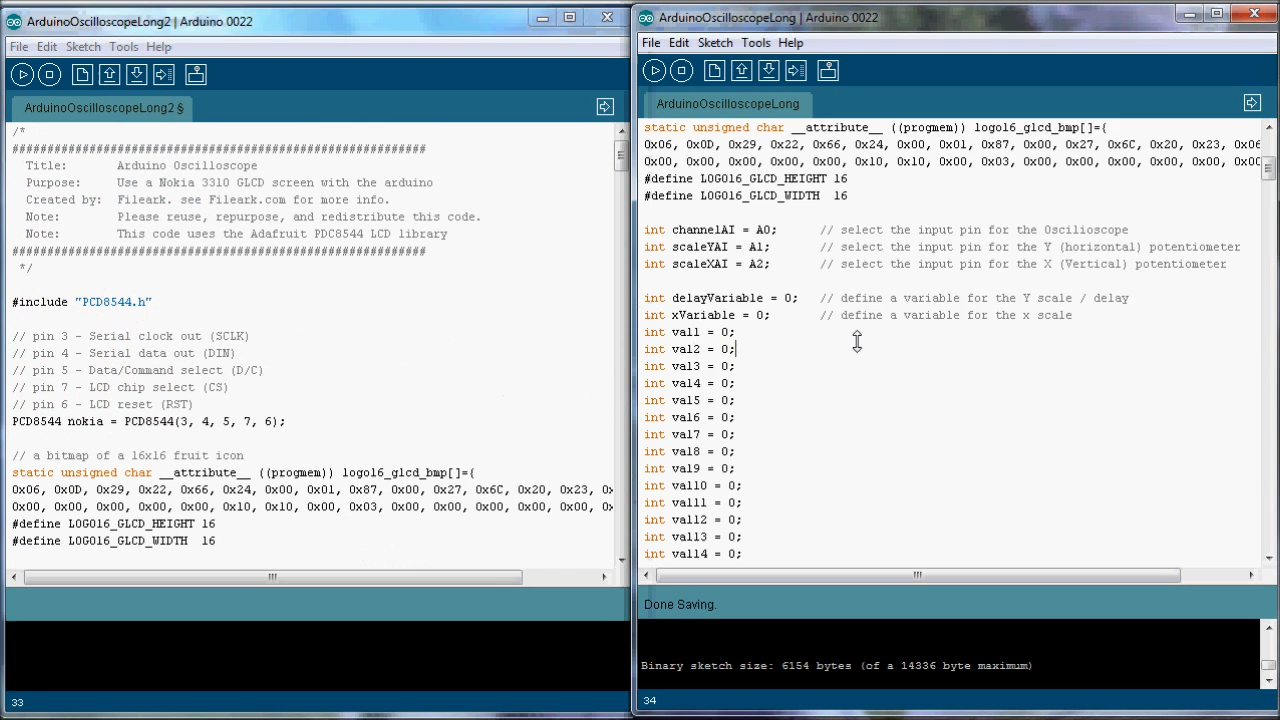 ArduinoOscilloscopeLong2 | Arduino 0022
File Edit Sketch Tools Help
ArduinoOscilloscopeLong2 §
/*
###########################################################
Title: Arduino Oscilloscope
Purpose: Use a Nokia 3310 GLCD screen with the arduino
Created by: Fileark. see Fileark.com for more info.
Note: Please reuse, repurpose, and redistribute this code.
Note: This code uses the Adafruit PDC8544 LCD library
###########################################################
*/
#include "PCD8544.h"
// pin 3 - Serial clock out (SCLK)
// pin 4 - Serial data out (DIN)
// pin 5 - Data/Command select (D/C)
// pin 7 - LCD chip select (CS)
// pin 6 - LCD reset (RST)
PCD8544 nokia = PCD8544(3, 4, 5, 7, 6);
// a bitmap of a 16x16 fruit icon
static unsigned char __attribute__ ((progmem)) logo16_glcd_bmp[]={
0x06, 0x0D, 0x29, 0x22, 0x66, 0x24, 0x00, 0x01, 0x87, 0x00, 0x27, 0x6C, 0x20, 0x23, 0x
0x00, 0x00, 0x00, 0x00, 0x10, 0x10, 0x00, 0x03, 0x00, 0x00, 0x00, 0x00, 0x00, 0x00, 0x
#define LOGO16_GLCD_HEIGHT 16
#define LOGO16_GLCD_WIDTH 16
33
ArduinoOscilloscopeLong | Arduino 0022
File Edit Sketch Tools Help
ArduinoOscilloscopeLong
static unsigned char __attribute__ ((progmem)) logo16_glcd_bmp[]={
0x06, 0x0D, 0x29, 0x22, 0x66, 0x24, 0x00, 0x01, 0x87, 0x00, 0x27, 0x6C, 0x20, 0x23, 0x06
0x00, 0x00, 0x00, 0x00, 0x10, 0x10, 0x00, 0x03, 0x00, 0x00, 0x00, 0x00, 0x00, 0x00, 0x00
#define LOGO16_GLCD_HEIGHT 16
#define LOGO16_GLCD_WIDTH 16
int channelAI = A0; // select the input pin for the Oscilloscope
int scaleYAI = A1; // select the input pin for the Y (horizontal) potentiometer
int scaleXAI = A2; // select the input pin for the X (Vertical) potentiometer
int delayVariable = 0; // define a variable for the Y scale / delay
int xVariable = 0; // define a variable for the x scale
int val1 = 0;
int val2 = 0;
int val3 = 0;
int val4 = 0;
int val5 = 0;
int val6 = 0;
int val7 = 0;
int val8 = 0;
int val9 = 0;
int val10 = 0;
int val11 = 0;
int val12 = 0;
int val13 = 0;
int val14 = 0;
Done Saving.
Binary sketch size: 6154 bytes (of a 14336 byte maximum)
34